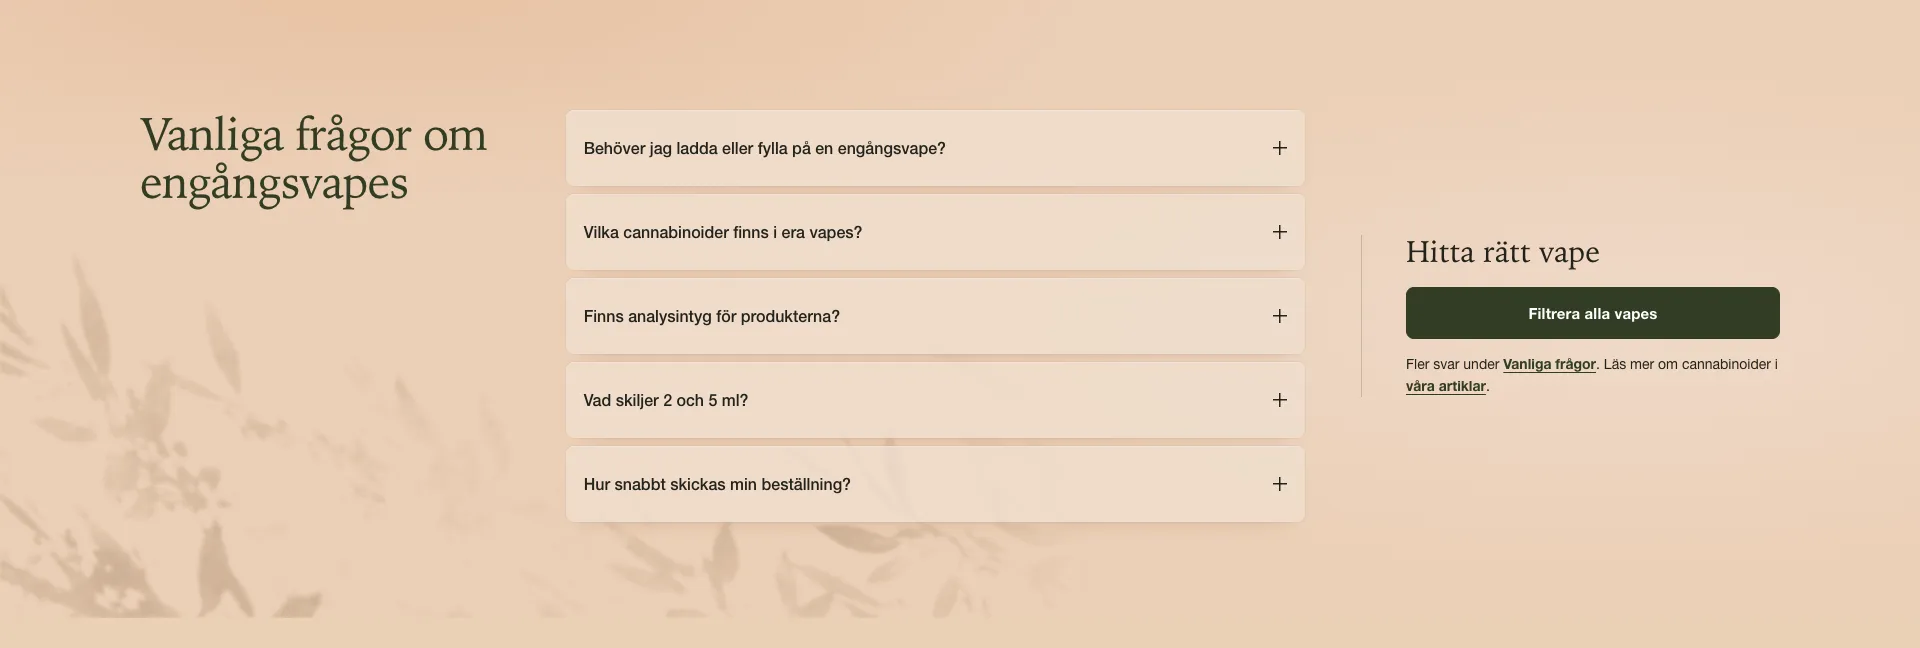 Vanliga frågor om
engångsvapes
Behöver jag ladda eller fylla på en engångsvape?
Vilka cannabinoider finns i era vapes?
Finns analysintyg för produkterna?
Vad skiljer 2 och 5 ml?
Hur snabbt skickas min beställning?
Hitta rätt vape
Filtrera alla vapes
Fler svar under Vanliga frågor. Läs mer om cannabinoider i
våra artiklar.